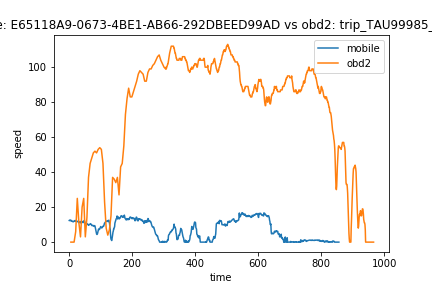 e: E65118A9-0673-4BE1-AB66-292DBEED99AD vs obd2: trip_TAU99985_
mobile
obd2
100
80
60
40
20
0
speed
0 200 400 600 800 1000
time